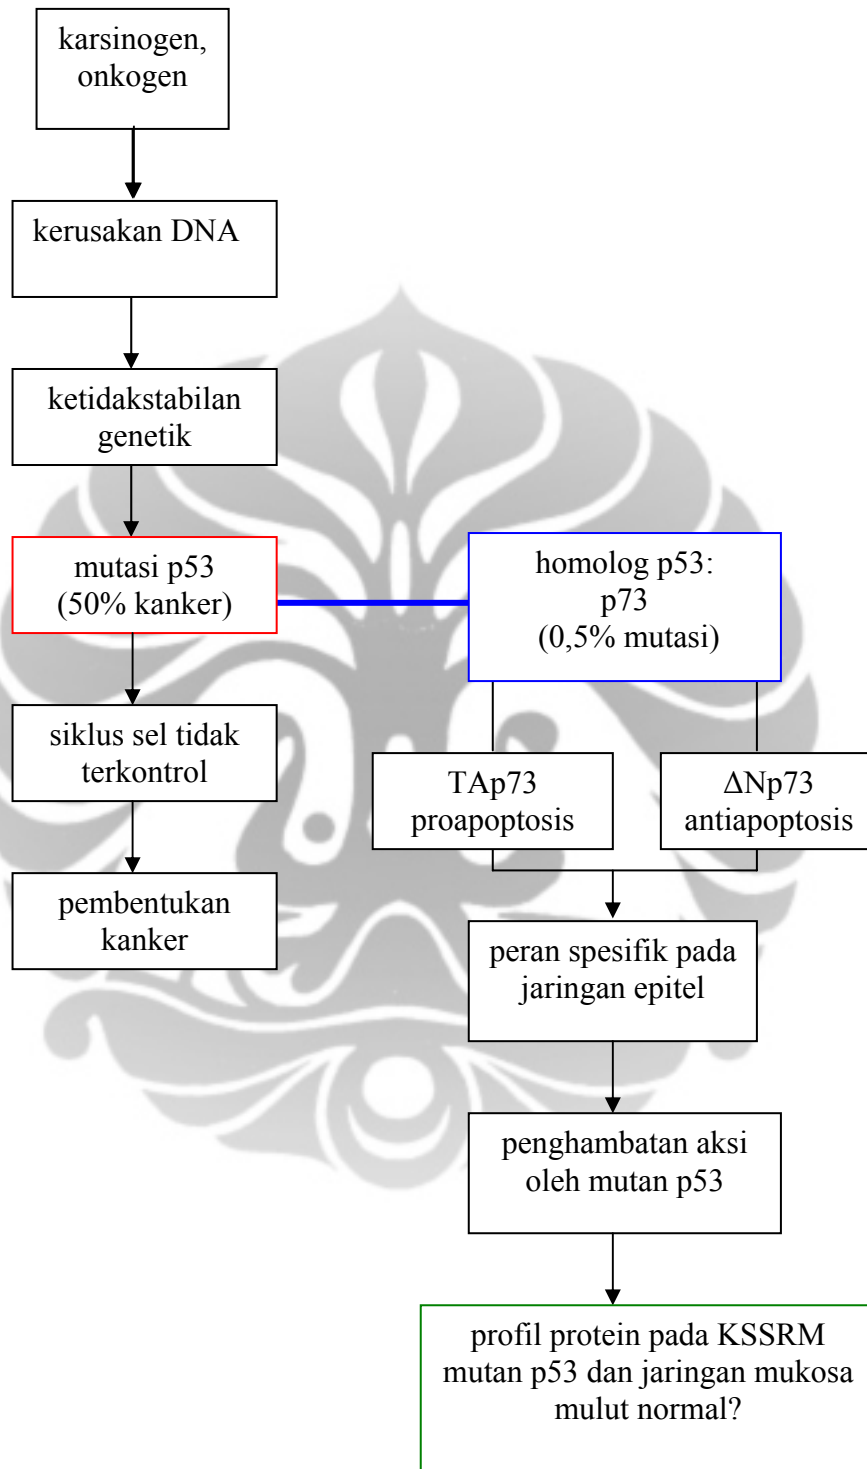 karsinogen,
onkogen
kerusakan DNA
ketidakstabilan
genetik
mutasi p53
(50% kanker)
siklus sel tidak
terkontrol
pembentukan
kanker
homolog p53:
p73
(0,5% mutasi)
TAp73
proapoptosis
ΔNp73
antiapoptosis
peran spesifik pada
jaringan epitel
penghambatan aksi
oleh mutan p53
profil protein pada KSSRM
mutan p53 dan jaringan mukosa
mulut normal?